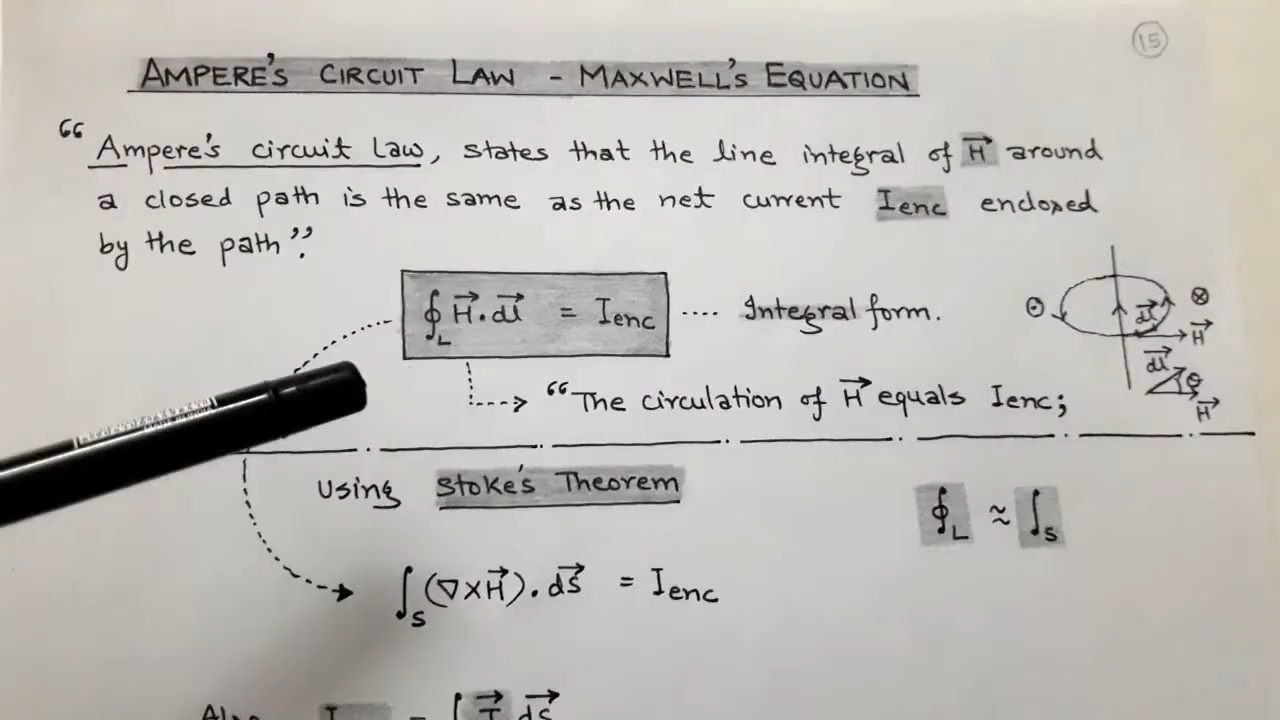 15
AMPERE'S CIRCUIT LAW - MAXWELL'S EQUATION
“ Ampere's circuit Law, states that the line integral of H⃗ around
a closed path is the same as the net current Ienc enclosed
by the path”.
∮L H⃗ . dl⃗ = Ienc .... Integral form.
“The circulation of H⃗ equals Ienc;
dl⃗
H⃗
dl⃗
θ
H⃗
Using Stoke's Theorem
∮L ≈ ∫S
∫S (∇×H⃗) . dS⃗ = Ienc